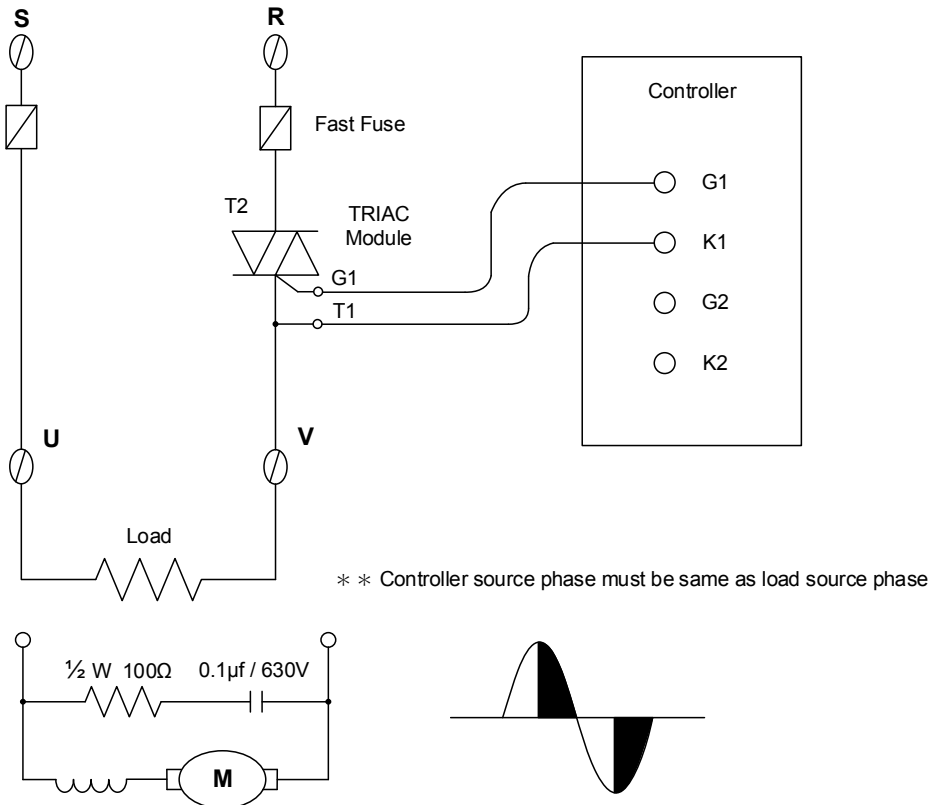 S
R
Controller
Fast Fuse
G1
T2
TRIAC
Module
K1
G1
G2
T1
K2
U
V
Load
** Controller source phase must be same as load source phase
½ W 100Ω
0.1µf / 630V
M